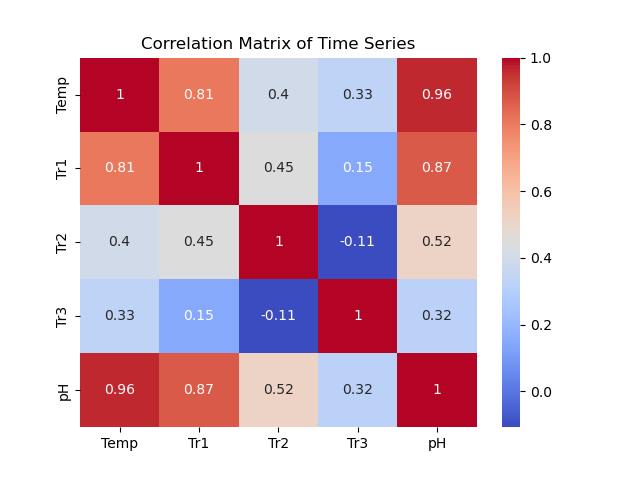 Correlation Matrix of Time Series
Temp 1 0.81 0.4 0.33 0.96
Tr1 0.81 1 0.45 0.15 0.87
Tr2 0.4 0.45 1 -0.11 0.52
Tr3 0.33 0.15 -0.11 1 0.32
pH 0.96 0.87 0.52 0.32 1
Temp Tr1 Tr2 Tr3 pH
1.0
0.8
0.6
0.4
0.2
0.0